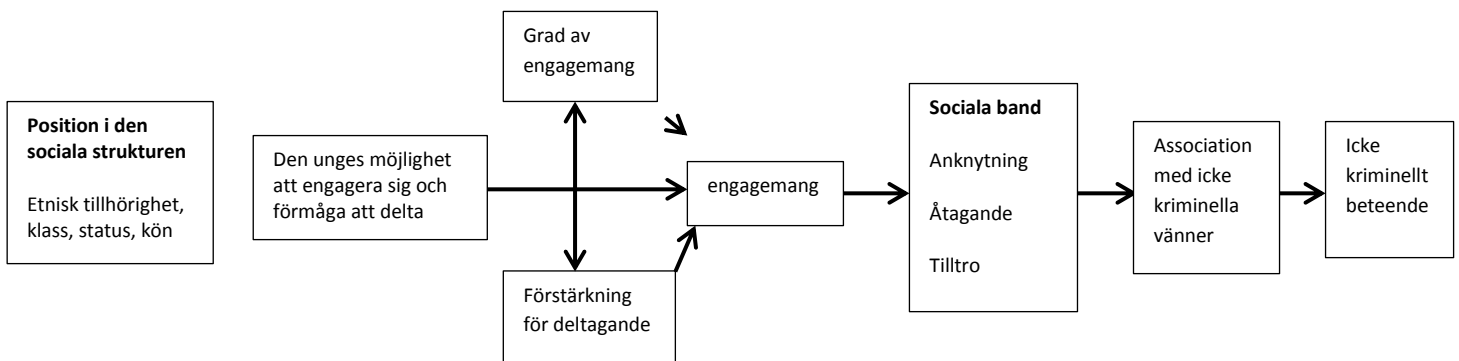 Position i den
sociala strukturen
Etnisk tillhörighet,
klass, status, kön
Den unges möjlighet
att engagera sig och
förmåga att delta
Grad av
engagemang
Förstärkning
för deltagande
engagemang
Sociala band
Anknytning
Åtagande
Tilltro
Association
med icke
kriminella
vänner
Icke
kriminellt
beteende